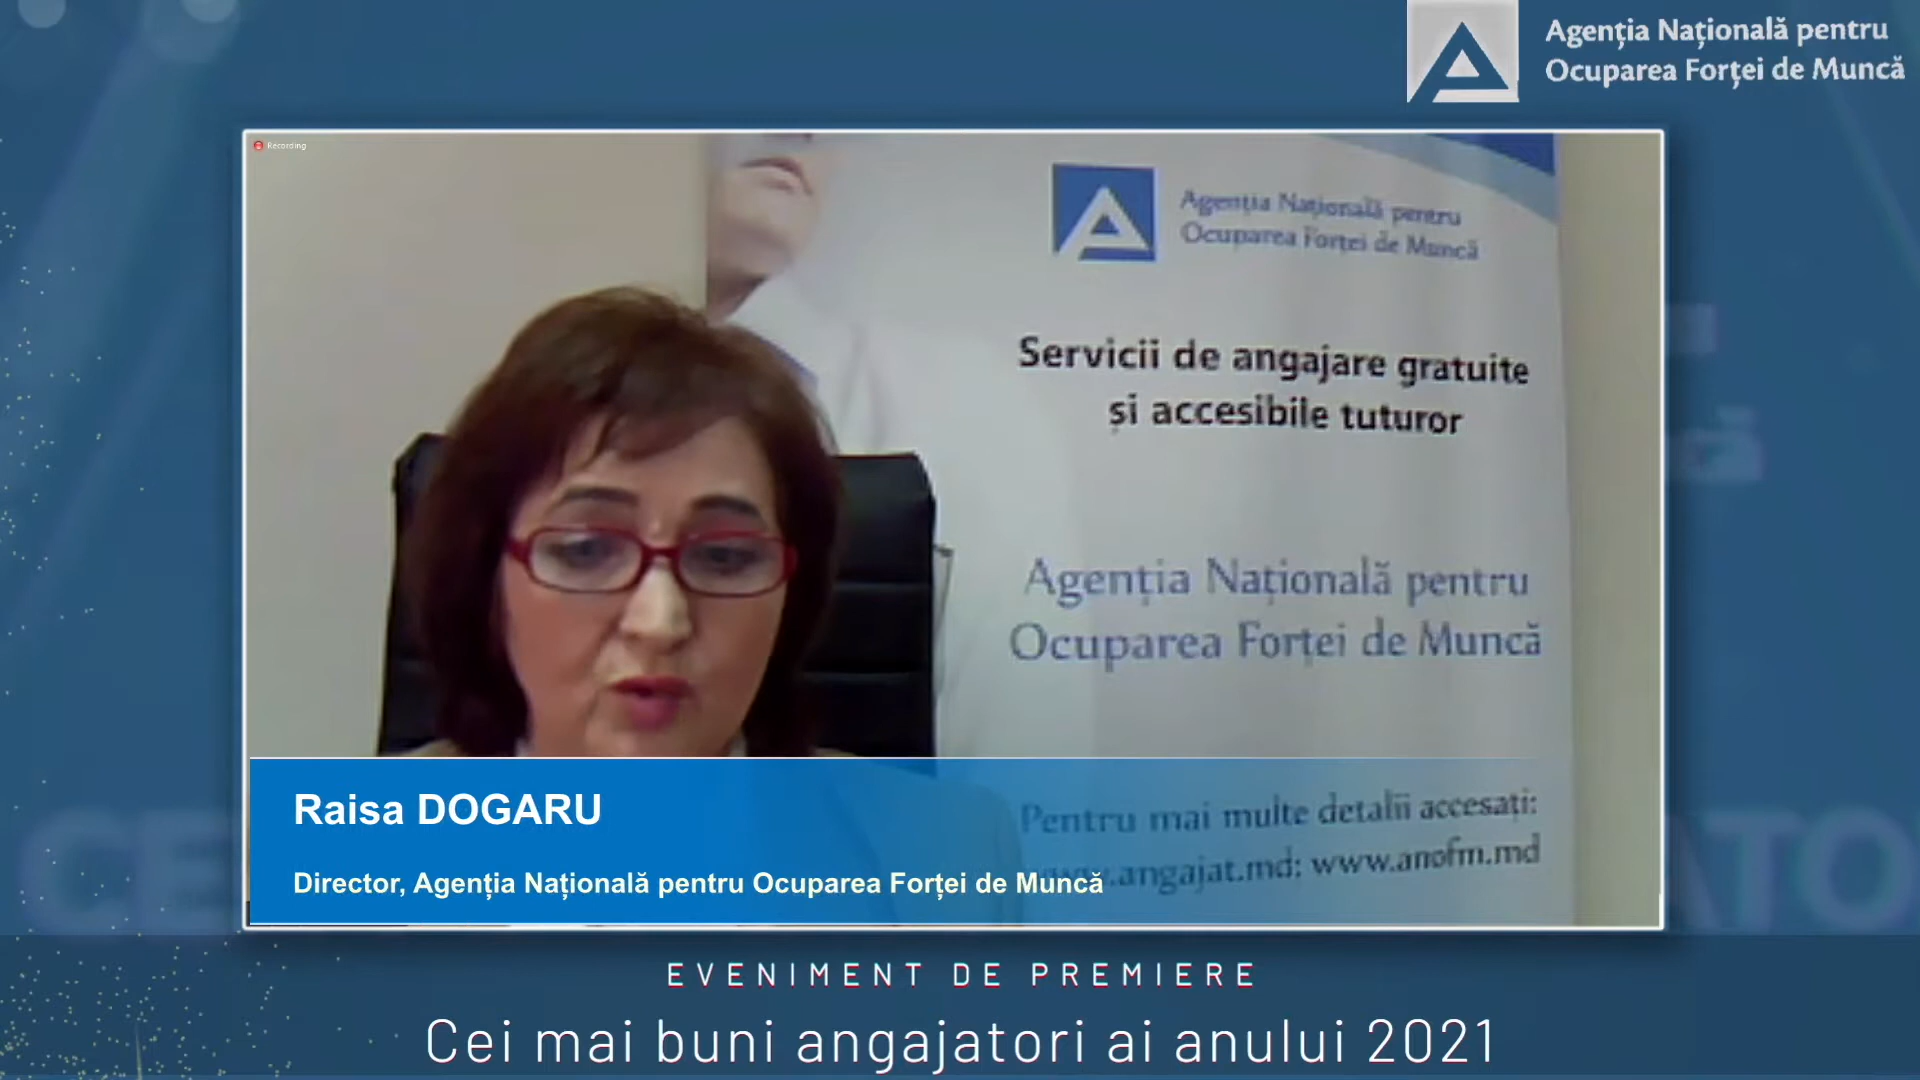 Agenția Națională pentru
Ocuparea Forței de Muncă
Recording
Agenția Națională pentru
Ocuparea Forței de Muncă
Servicii de angajare gratuite
și accesibile tuturor
Agenția Națională pentru
Ocuparea Forței de Muncă
Pentru mai multe detalii accesați:
.angajat.md; www.anofm.md
Raisa DOGARU
Director, Agenția Națională pentru Ocuparea Forței de Muncă
EVENIMENT DE PREMIERE
Cei mai buni angajatori ai anului 2021